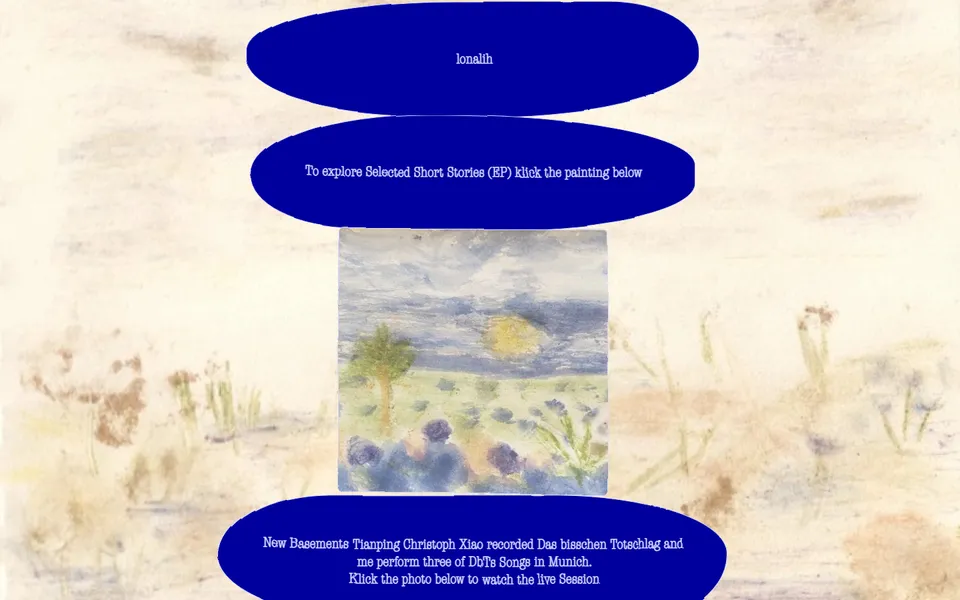 lonalih
To explore Selected Short Stories (EP) klick the painting below
New Basements Tianping Christoph Xiao recorded Das bisschen Totschlag and
me perform three of DbTs Songs in Munich.
Klick the photo below to watch the live Session